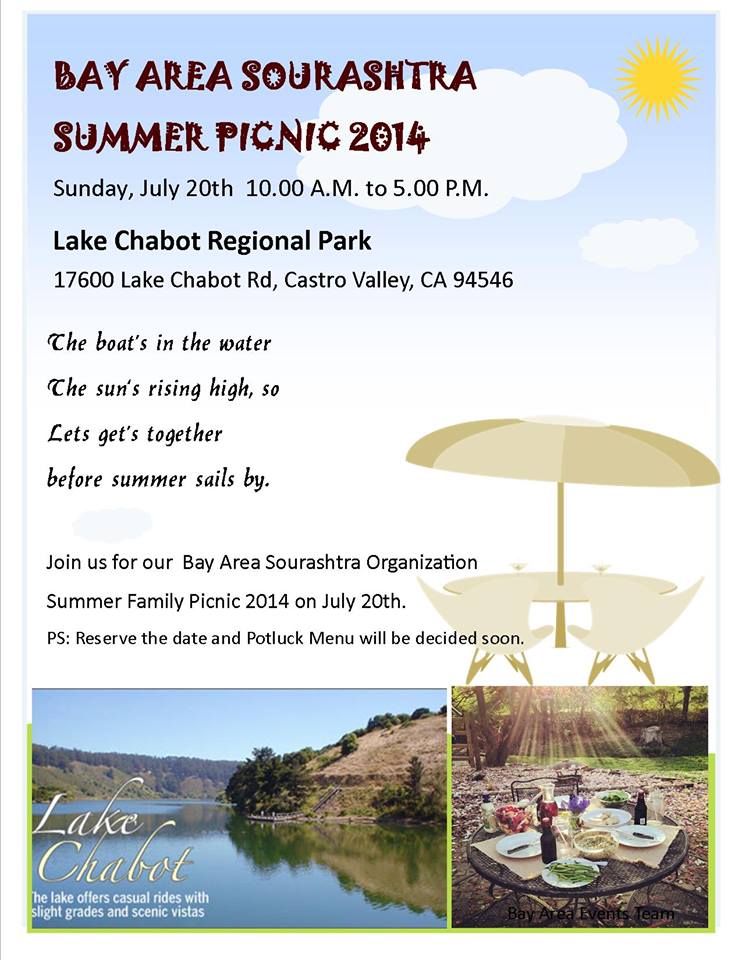 BAY AREA SOURASHTRA
SUMMER PICNIC 2014
Sunday, July 20th 10.00 A.M. to 5.00 P.M.
Lake Chabot Regional Park
17600 Lake Chabot Rd, Castro Valley, CA 94546
The boat's in the water
The sun's rising high, so
Lets get's together
before summer sails by.
Join us for our Bay Area Sourashtra Organization
Summer Family Picnic 2014 on July 20th.
PS: Reserve the date and Potluck Menu will be decided soon.
Lake
Chabot
The lake offers casual rides with
slight grades and scenic vistas
Bay Area Events Team